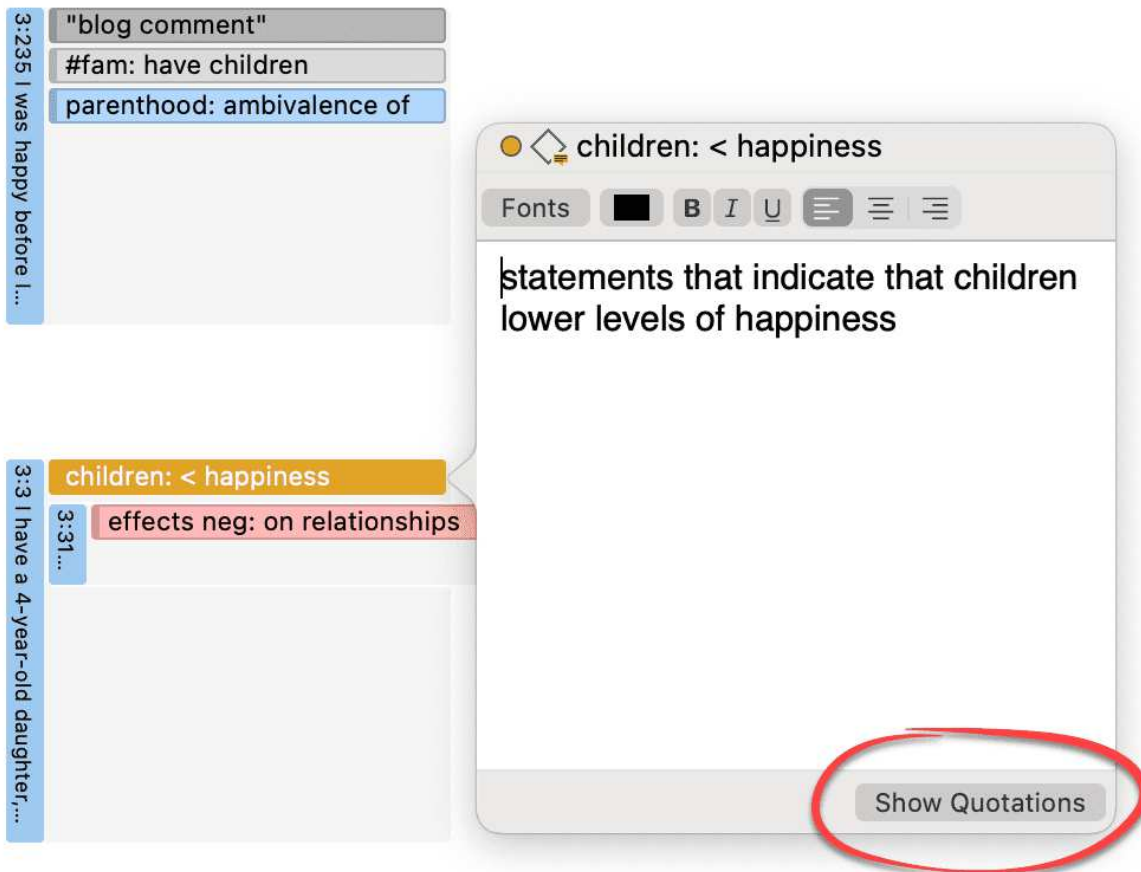 3:235 I was happy before I...
"blog comment"
#fam: have children
parenthood: ambivalence of
children: < happiness
Fonts B I U
statements that indicate that children
lower levels of happiness
3:3 I have a 4-year-old daughter,...
children: < happiness
3:31...
effects neg: on relationships
Show Quotations